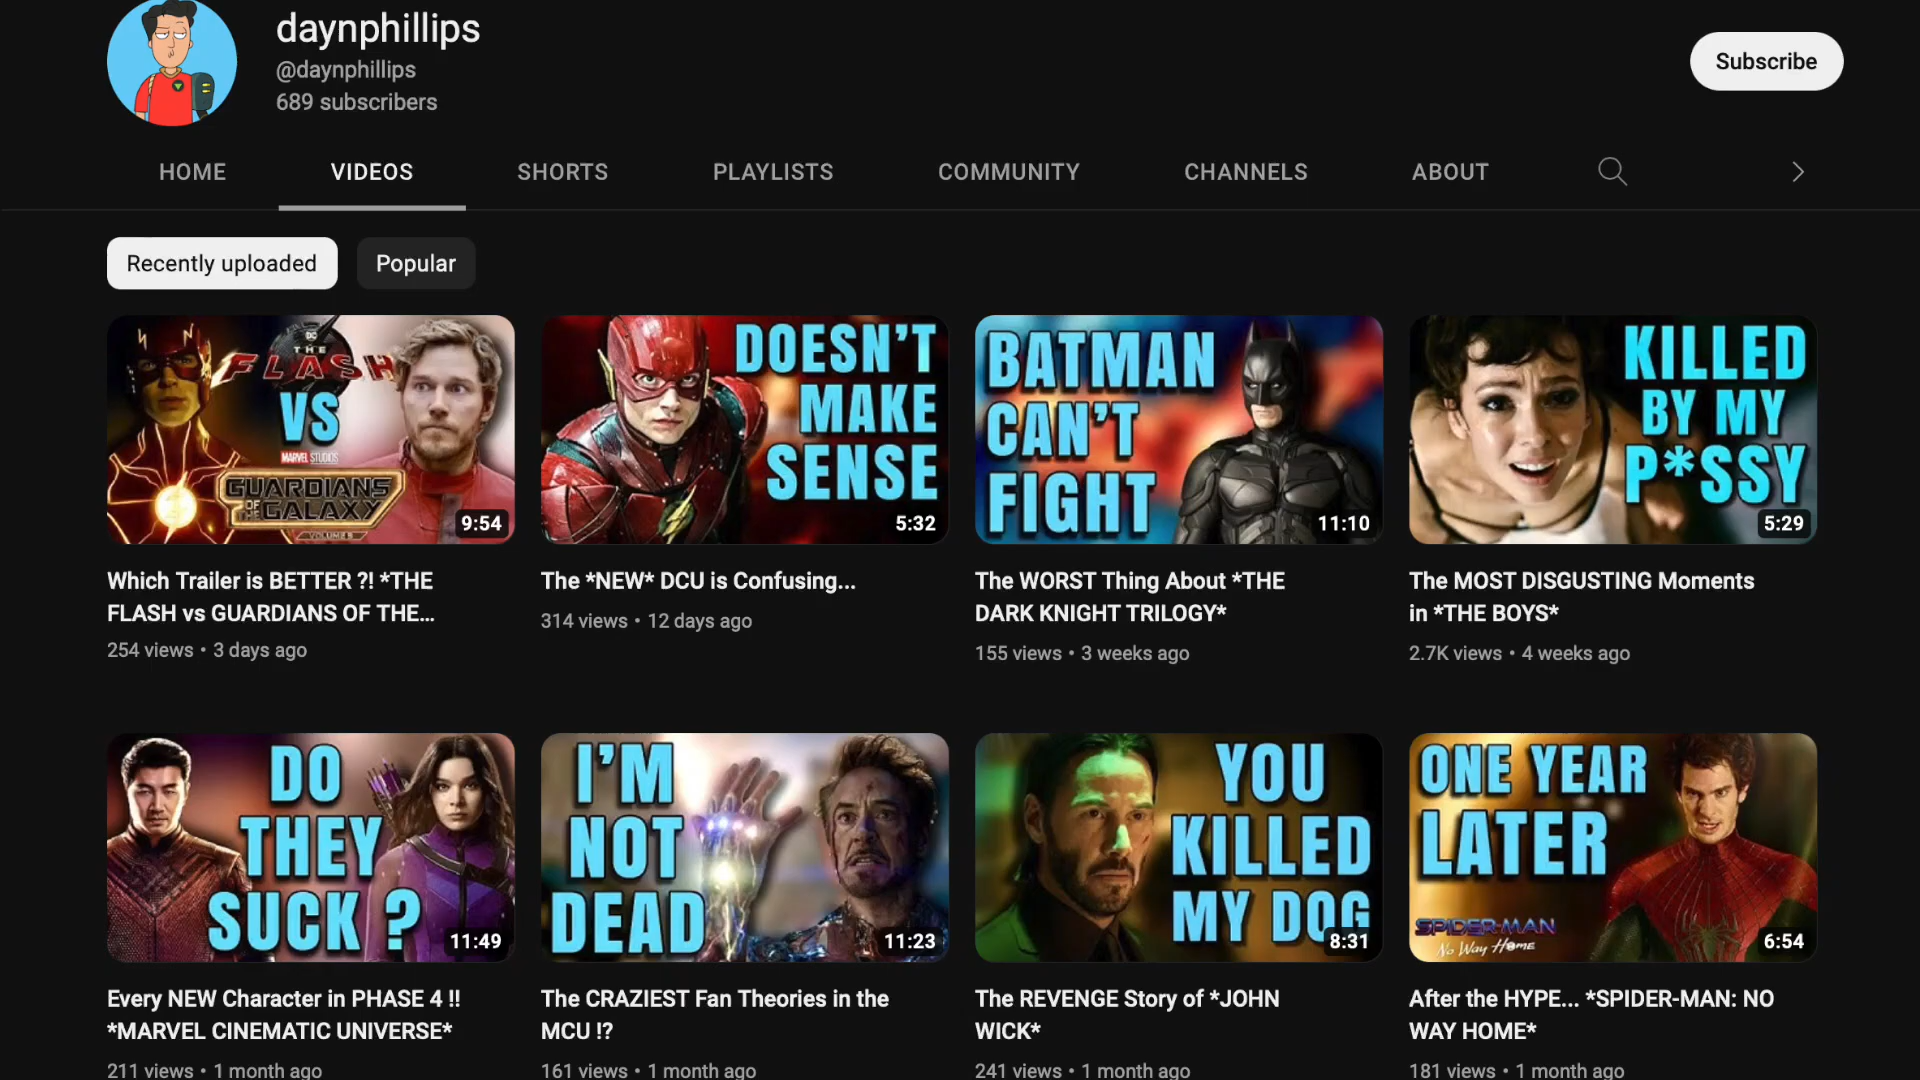 daynphillips
@daynphillips
689 subscribers
Subscribe
HOME
VIDEOS
SHORTS
PLAYLISTS
COMMUNITY
CHANNELS
ABOUT
Recently uploaded
Popular
DC
THE
FLASH
VS
MARVEL STUDIOS
GUARDIANS
OF THE
GALAXY
VOLUME 3
9:54
Which Trailer is BETTER ?! *THE
FLASH vs GUARDIANS OF THE...
254 views • 3 days ago
DOESN'T
MAKE
SENSE
5:32
The *NEW* DCU is Confusing...
314 views • 12 days ago
BATMAN
CAN'T
FIGHT
11:10
The WORST Thing About *THE
DARK KNIGHT TRILOGY*
155 views • 3 weeks ago
KILLED
BY MY
P*SSY
5:29
The MOST DISGUSTING Moments
in *THE BOYS*
2.7K views • 4 weeks ago
DO
THEY
SUCK ?
11:49
Every NEW Character in PHASE 4 !!
*MARVEL CINEMATIC UNIVERSE*
211 views • 1 month ago
I'M
NOT
DEAD
11:23
The CRAZIEST Fan Theories in the
MCU !?
161 views • 1 month ago
YOU
KILLED
MY DOG
8:31
The REVENGE Story of *JOHN
WICK*
241 views • 1 month ago
ONE YEAR
LATER
SPIDER-MAN
No Way Home
6:54
After the HYPE... *SPIDER-MAN: NO
WAY HOME*
181 views • 1 month ago